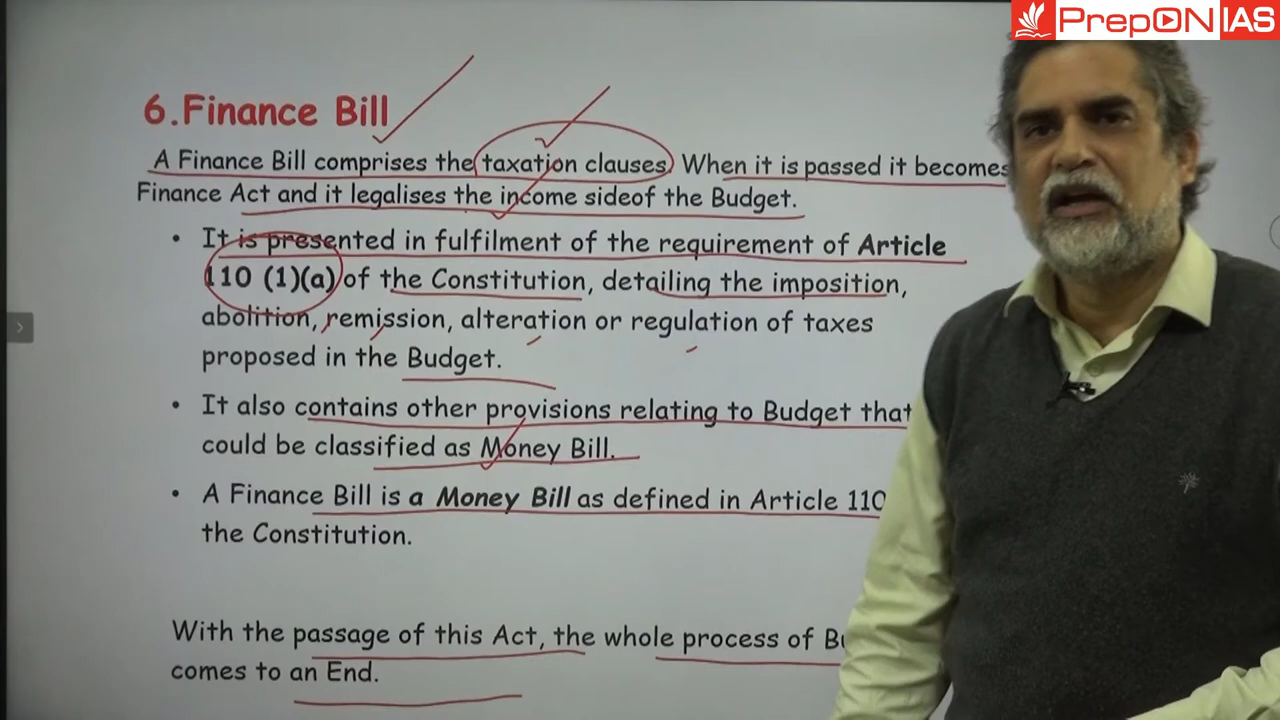 PrepON IAS
6.Finance Bill
A Finance Bill comprises the taxation clauses. When it is passed it becomes
Finance Act and it legalises the income sideof the Budget.
• It is presented in fulfilment of the requirement of Article
110 (1)(a) of the Constitution, detailing the imposition,
abolition, remission, alteration or regulation of taxes
proposed in the Budget.
• It also contains other provisions relating to Budget that
could be classified as Money Bill.
• A Finance Bill is a Money Bill as defined in Article 110
the Constitution.
With the passage of this Act, the whole process of
comes to an End.